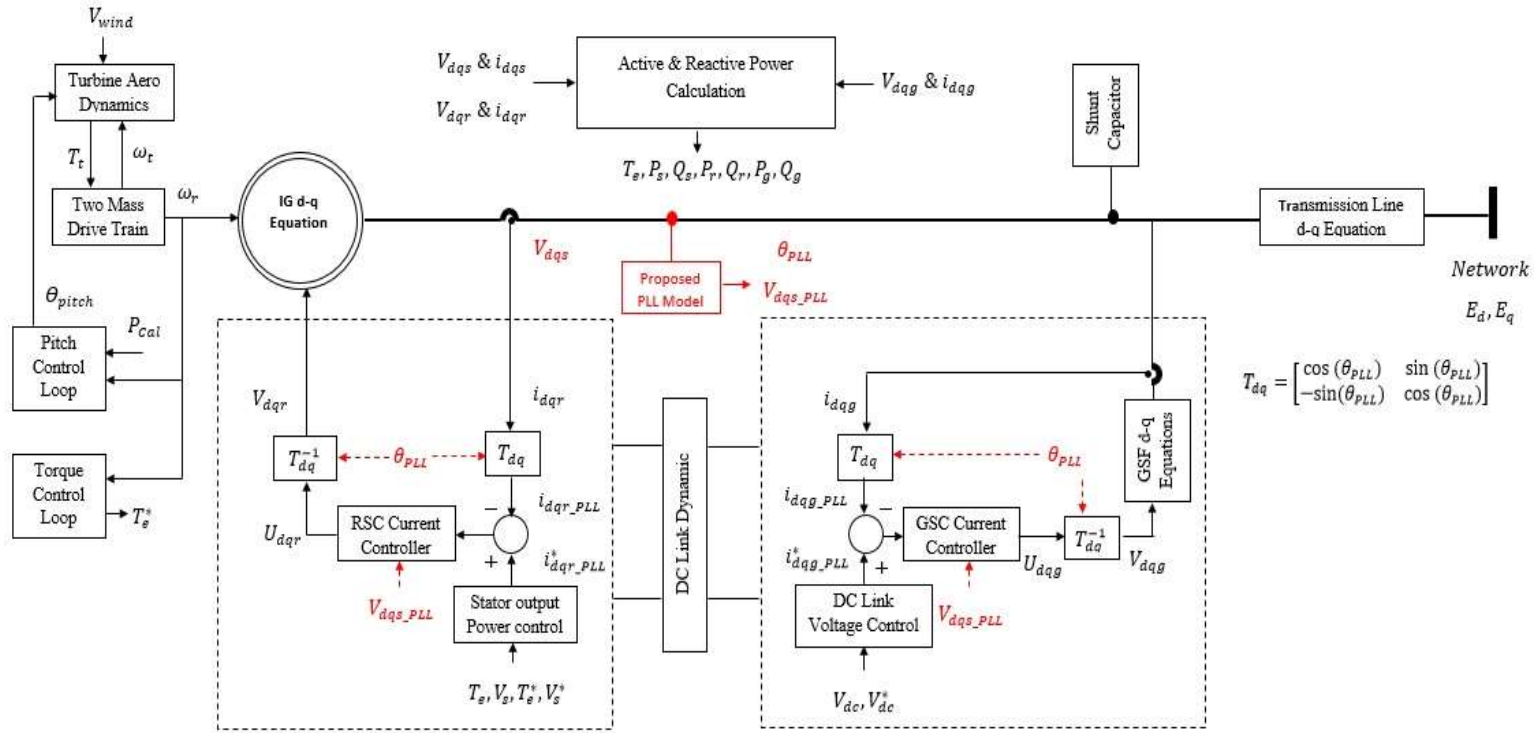 V_wind
Turbine Aero
Dynamics
T_t
ω_t
Two Mass
Drive Train
ω_r
θ_pitch
P_Cal
Pitch
Control
Loop
Torque
Control
Loop
T_e^*
IG d-q
Equation
V_dqs & i_dqs
V_dqr & i_dqr
Active & Reactive Power
Calculation
V_dqg & i_dqg
T_e, P_s, Q_s, P_r, Q_r, P_g, Q_g
Shunt
Capacitor
Transmission Line
d-q Equation
Network
E_d, E_q
V_dqs
Proposed
PLL Model
θ_PLL
V_dqs_PLL
V_dqr
T_dq^-1
θ_PLL
i_dqr
T_dq
i_dqr_PLL
U_dqr
RSC Current
Controller
−
+
i_dqr_PLL^*
V_dqs_PLL
Stator output
Power control
T_e, V_s, T_e^*, V_s^*
DC Link Dynamic
i_dqg
T_dq
θ_PLL
i_dqg_PLL
−
+
i_dqg_PLL^*
GSC Current
Controller
U_dqg
T_dq^-1
V_dqg
GSF d-q
Equations
DC Link
Voltage Control
V_dqs_PLL
V_dc, V_dc^*
T_dq = [cos (θ_PLL) sin (θ_PLL)
−sin(θ_PLL) cos (θ_PLL)]